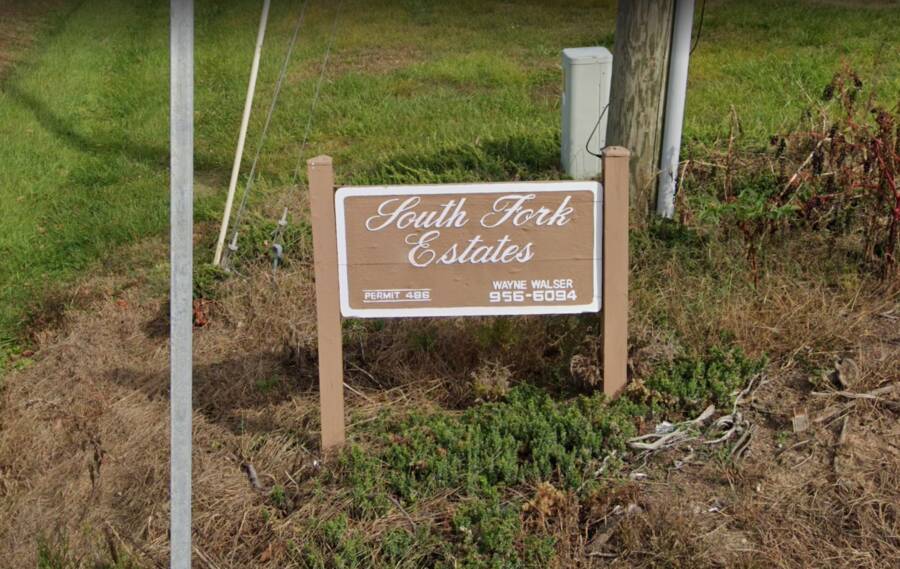 South Fork
Estates
WAYNE WALSER
PERMIT 486
956-6094